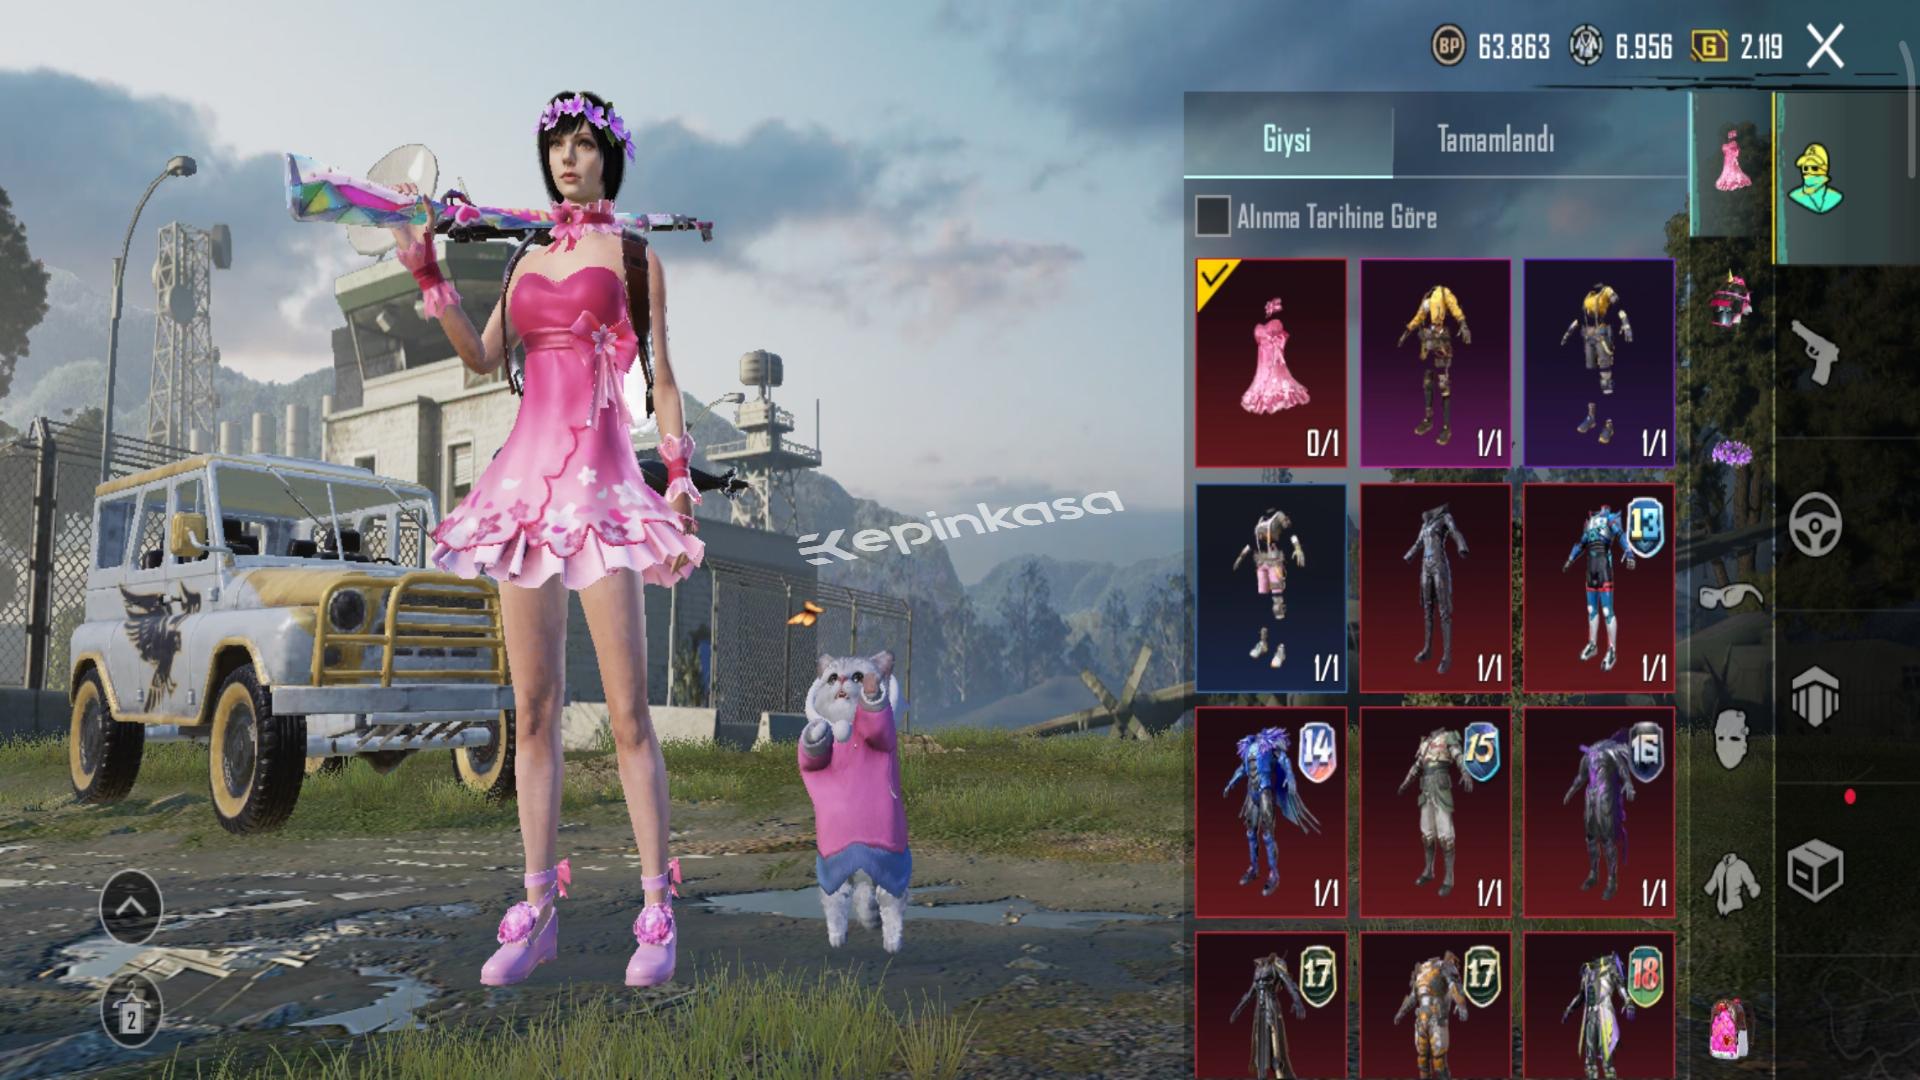 BP 63.863 6.956 G 2.119
Giysi Tamamlandı
Alınma Tarihine Göre
0/1 1/1 1/1
epinkasa
1/1 1/1 13 1/1
14 1/1 15 1/1 16 1/1
17 17 18
2